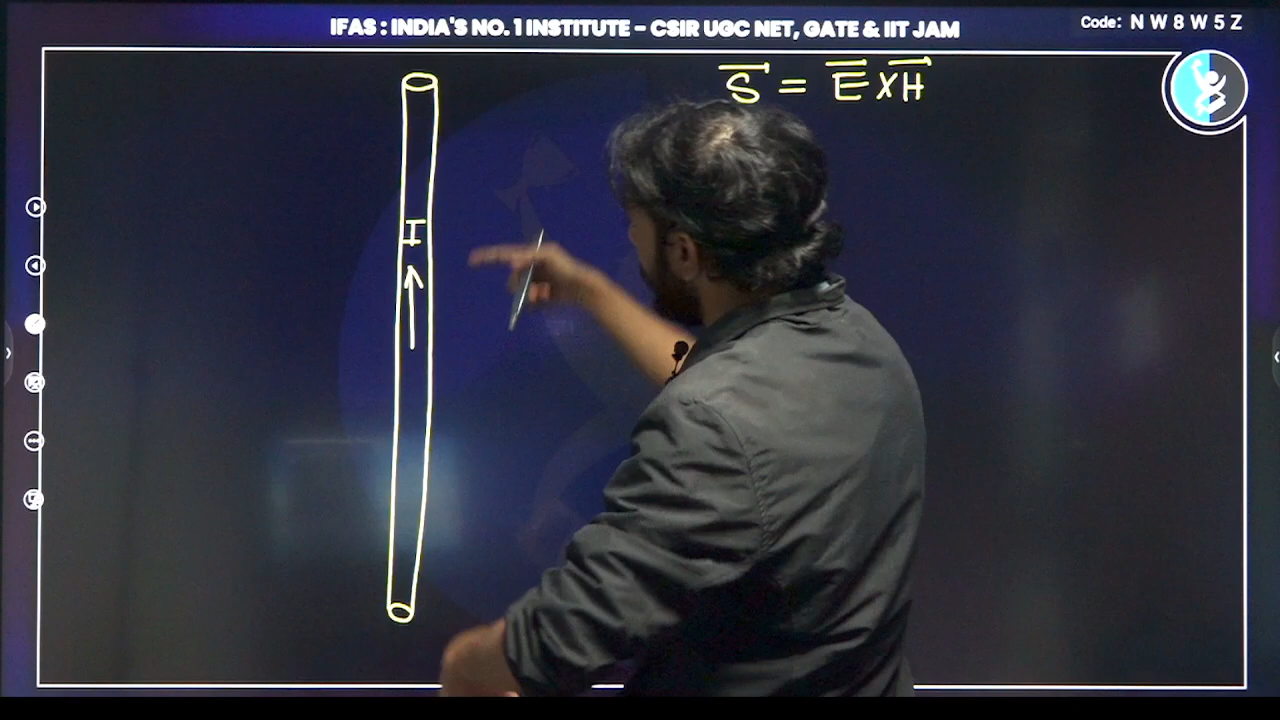 IFAS : INDIA'S NO. 1 INSTITUTE – CSIR UGC NET, GATE & IIT JAM
Code: N W 8 W 5 Z
S⃗ = E⃗ × H⃗
I